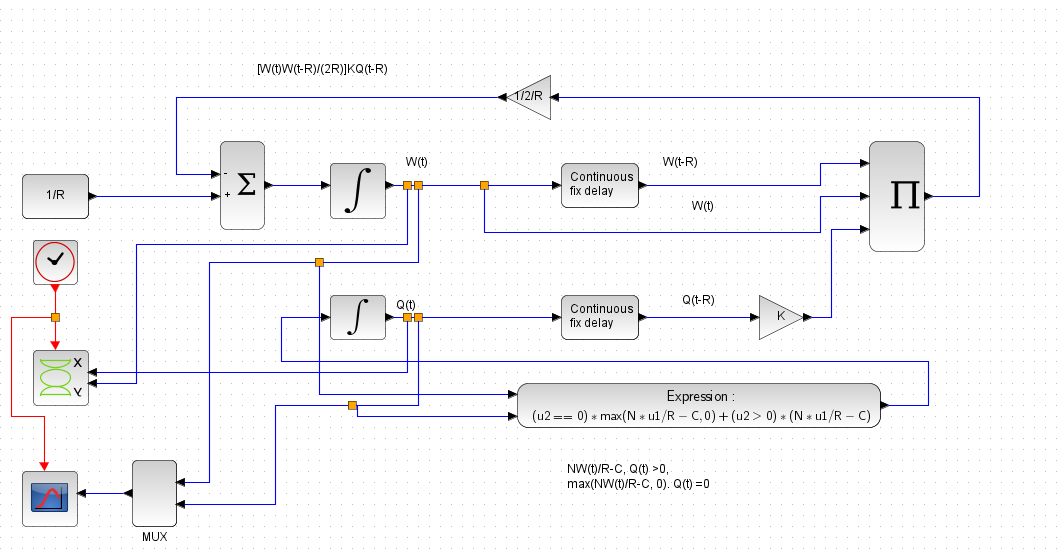 [W(t)W(t-R)/(2R)]KQ(t-R)
1/2/R
W(t)
W(t-R)
-
+
Σ
1/R
∫
Continuous
fix delay
W(t)
Π
Q(t)
Q(t-R)
∫
Continuous
fix delay
K
X
Y
Expression :
(u2 == 0) * max(N * u1/R − C, 0) + (u2 > 0) * (N * u1/R − C)
NW(t)/R-C, Q(t) >0,
max(NW(t)/R-C, 0). Q(t) =0
MUX